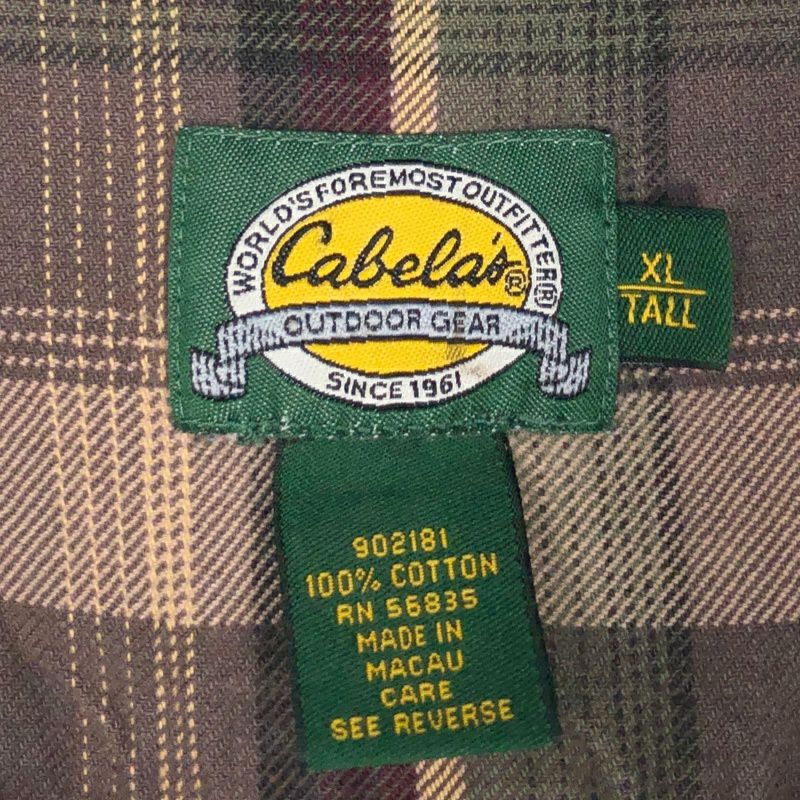 WORLD'S FOREMOST OUTFITTER®
Cabela's®
OUTDOOR GEAR
SINCE 1961
XL
TALL
902181
100% COTTON
RN 56835
MADE IN
MACAU
CARE
SEE REVERSE